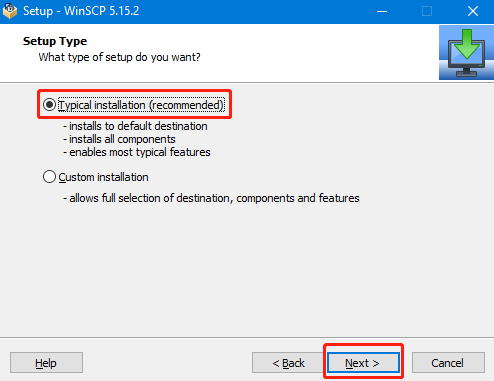 Setup - WinSCP 5.15.2
Setup Type
What type of setup do you want?
Typical installation (recommended)
- installs to default destination
- installs all components
- enables most typical features
Custom installation
- allows full selection of destination, components and features
Help
< Back
Next >
Cancel